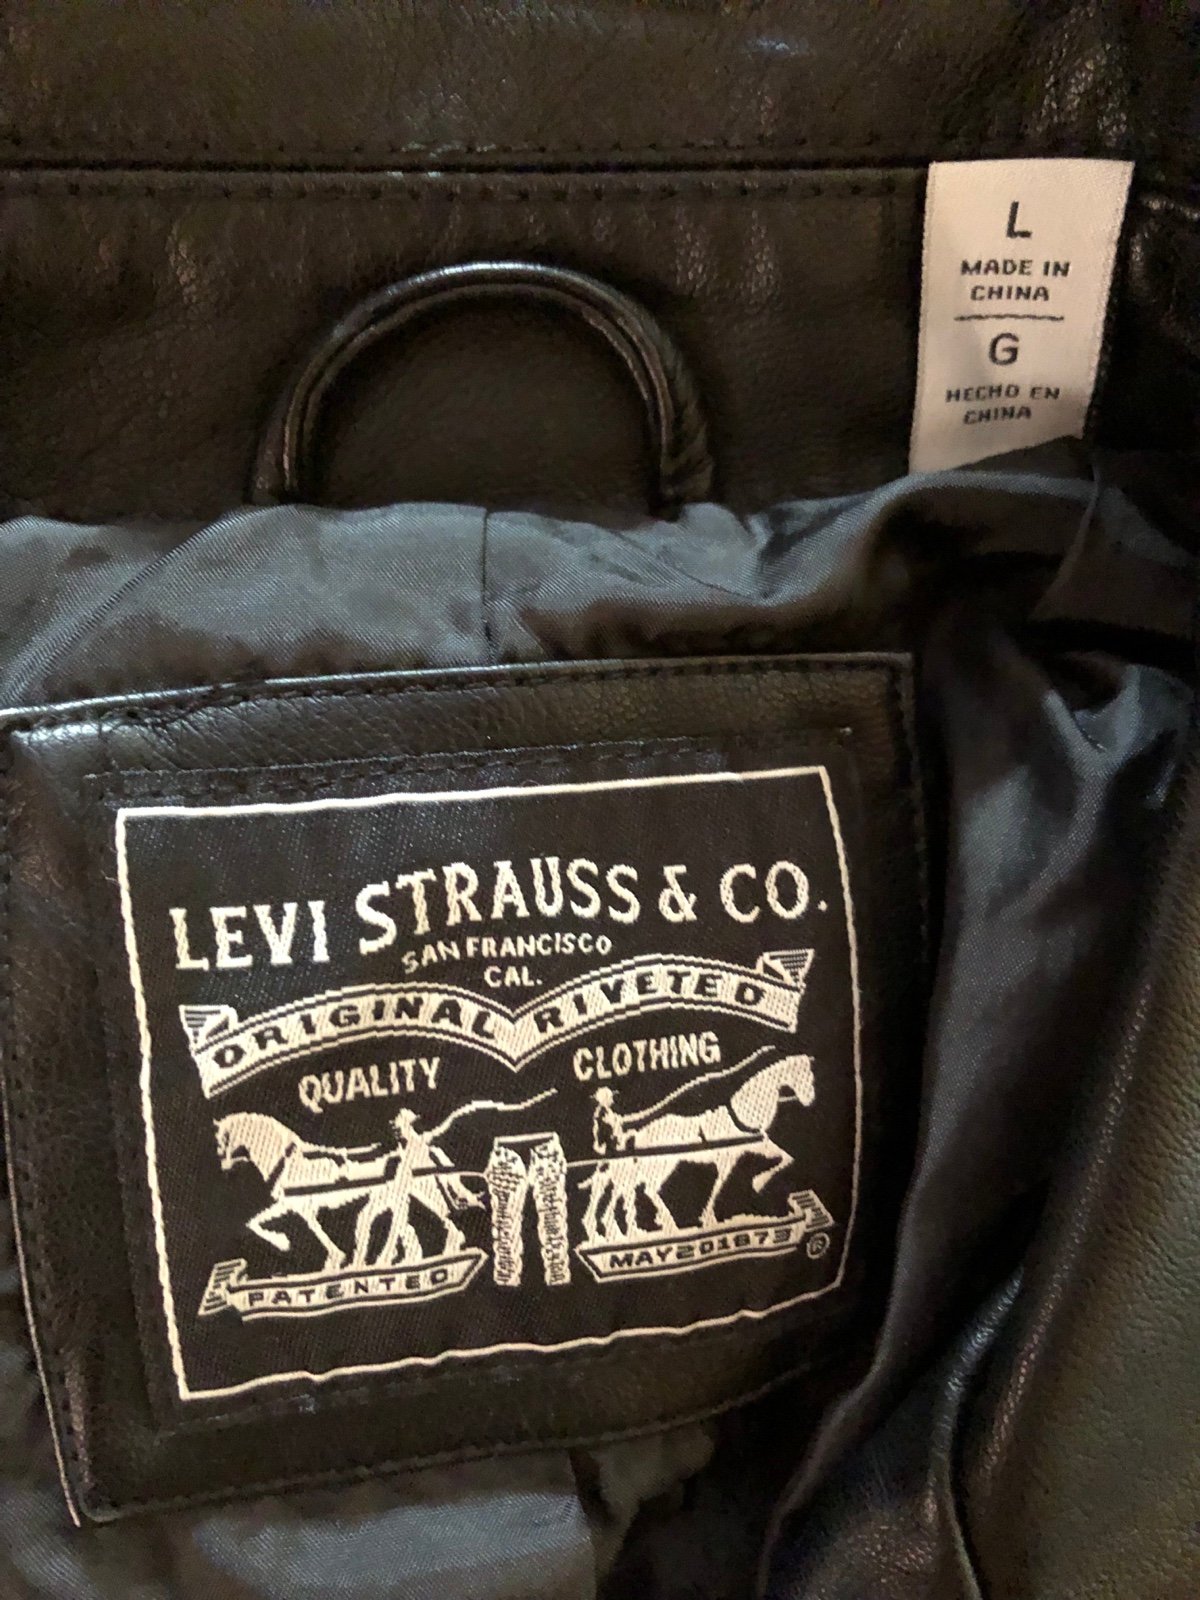 L
MADE IN
CHINA
G
HECHO EN
CHINA
LEVI STRAUSS & CO.
SAN FRANCISCO
CAL.
ORIGINAL RIVETED
QUALITY CLOTHING
PATENTED MAY 20 1873 ®